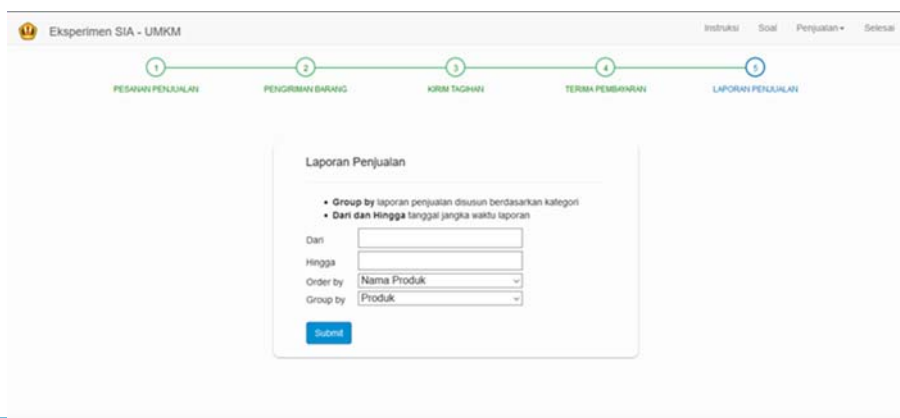 Eksperimen SIA - UMKM
Instruksi Soal Penjualan Selesai
1 2 3 4 5
PESANAN PENJUALAN PENGIRIMAN BARANG KIRIM TAGIHAN TERIMA PEMBAYARAN LAPORAN PENJUALAN
Laporan Penjualan
• Group by laporan penjualan disusun berdasarkan kategori
• Dari dan Hingga tanggal jangka waktu laporan
Dari
Hingga
Order by Nama Produk
Group by Produk
Submit